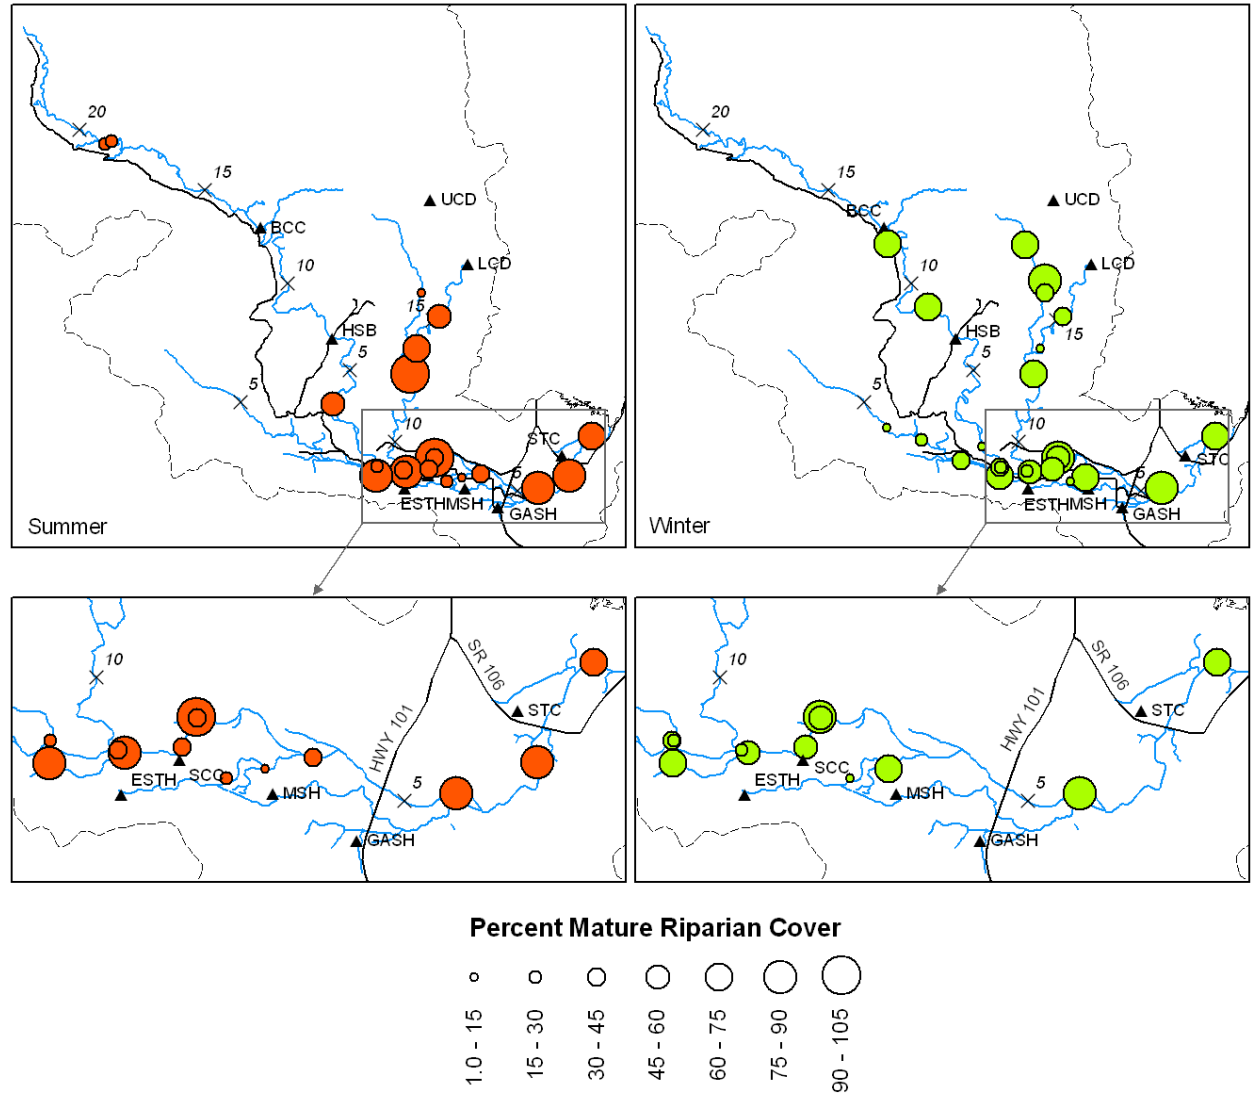 20
15
BCC
UCD
10
LCD
15
HSB
5
5
10
STC
5
ESTH
MSH
GASH
Summer
20
15
BCC
UCD
10
LCD
HSB
15
5
5
10
STC
5
ESTH
MSH
GASH
Winter
10
SR 106
STC
HWY 101
ESTH
SCC
MSH
5
GASH
10
SR 106
STC
HWY 101
ESTH
SCC
MSH
5
GASH
Percent Mature Riparian Cover
1.0 - 15
15 - 30
30 - 45
45 - 60
60 - 75
75 - 90
90 - 105